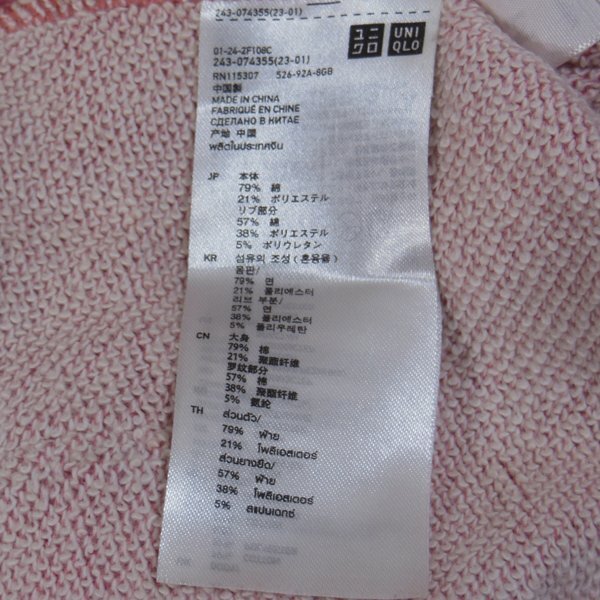 243-074355(23-01)
ユニ
クロ
UNI
QLO
01-24-2F108C
243-074355(23-01)
RN115307 526-92A-8GB
中国製
MADE IN CHINA
FABRIQUÉ EN CHINE
СДЕЛАНО В КИТАЕ
产地 中国
ผลิตในประเทศจีน
JP 本体
79% 綿
21% ポリエステル
リブ部分
57% 綿
38% ポリエステル
5% ポリウレタン
KR 섬유의 조성 (혼용율)
몸판/
79% 면
21% 폴리에스터
리브 부분/
57% 면
38% 폴리에스터
5% 폴리우레탄
CN 大身
79% 棉
21% 聚酯纤维
罗纹部分
57% 棉
38% 聚酯纤维
5% 氨纶
TH ส่วนตัว/
79% ฝ้าย
21% โพลีเอสเตอร์
ส่วนยางยืด/
57% ฝ้าย
38% โพลีเอสเตอร์
5% สแปนเดกซ์